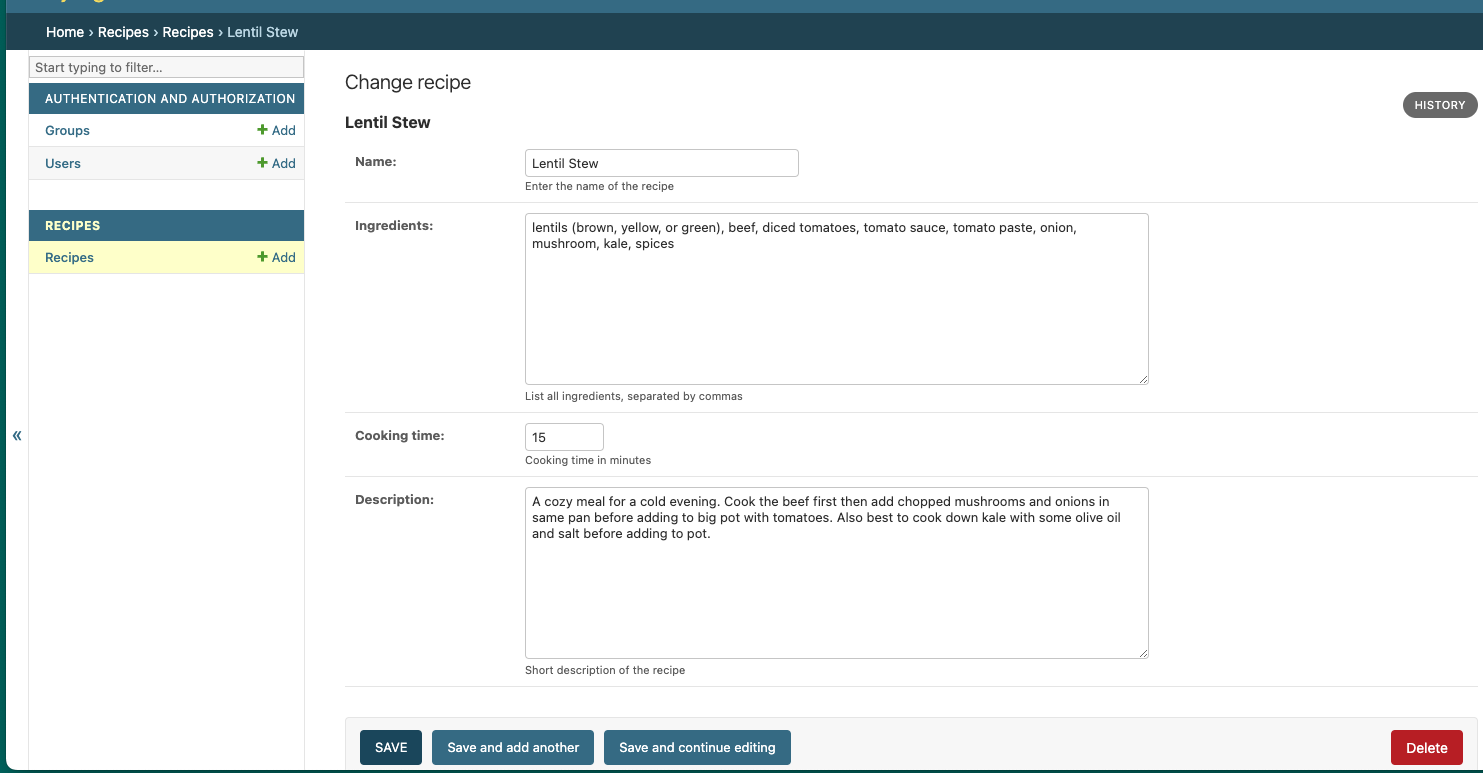 Home › Recipes › Recipes › Lentil Stew
Start typing to filter...
AUTHENTICATION AND AUTHORIZATION
Groups + Add
Users + Add
RECIPES
Recipes + Add
«
Change recipe
HISTORY
Lentil Stew
Name: Lentil Stew
Enter the name of the recipe
Ingredients: lentils (brown, yellow, or green), beef, diced tomatoes, tomato sauce, tomato paste, onion,
mushroom, kale, spices
List all ingredients, separated by commas
Cooking time: 15
Cooking time in minutes
Description: A cozy meal for a cold evening. Cook the beef first then add chopped mushrooms and onions in
same pan before adding to big pot with tomatoes. Also best to cook down kale with some olive oil
and salt before adding to pot.
Short description of the recipe
SAVE Save and add another Save and continue editing Delete